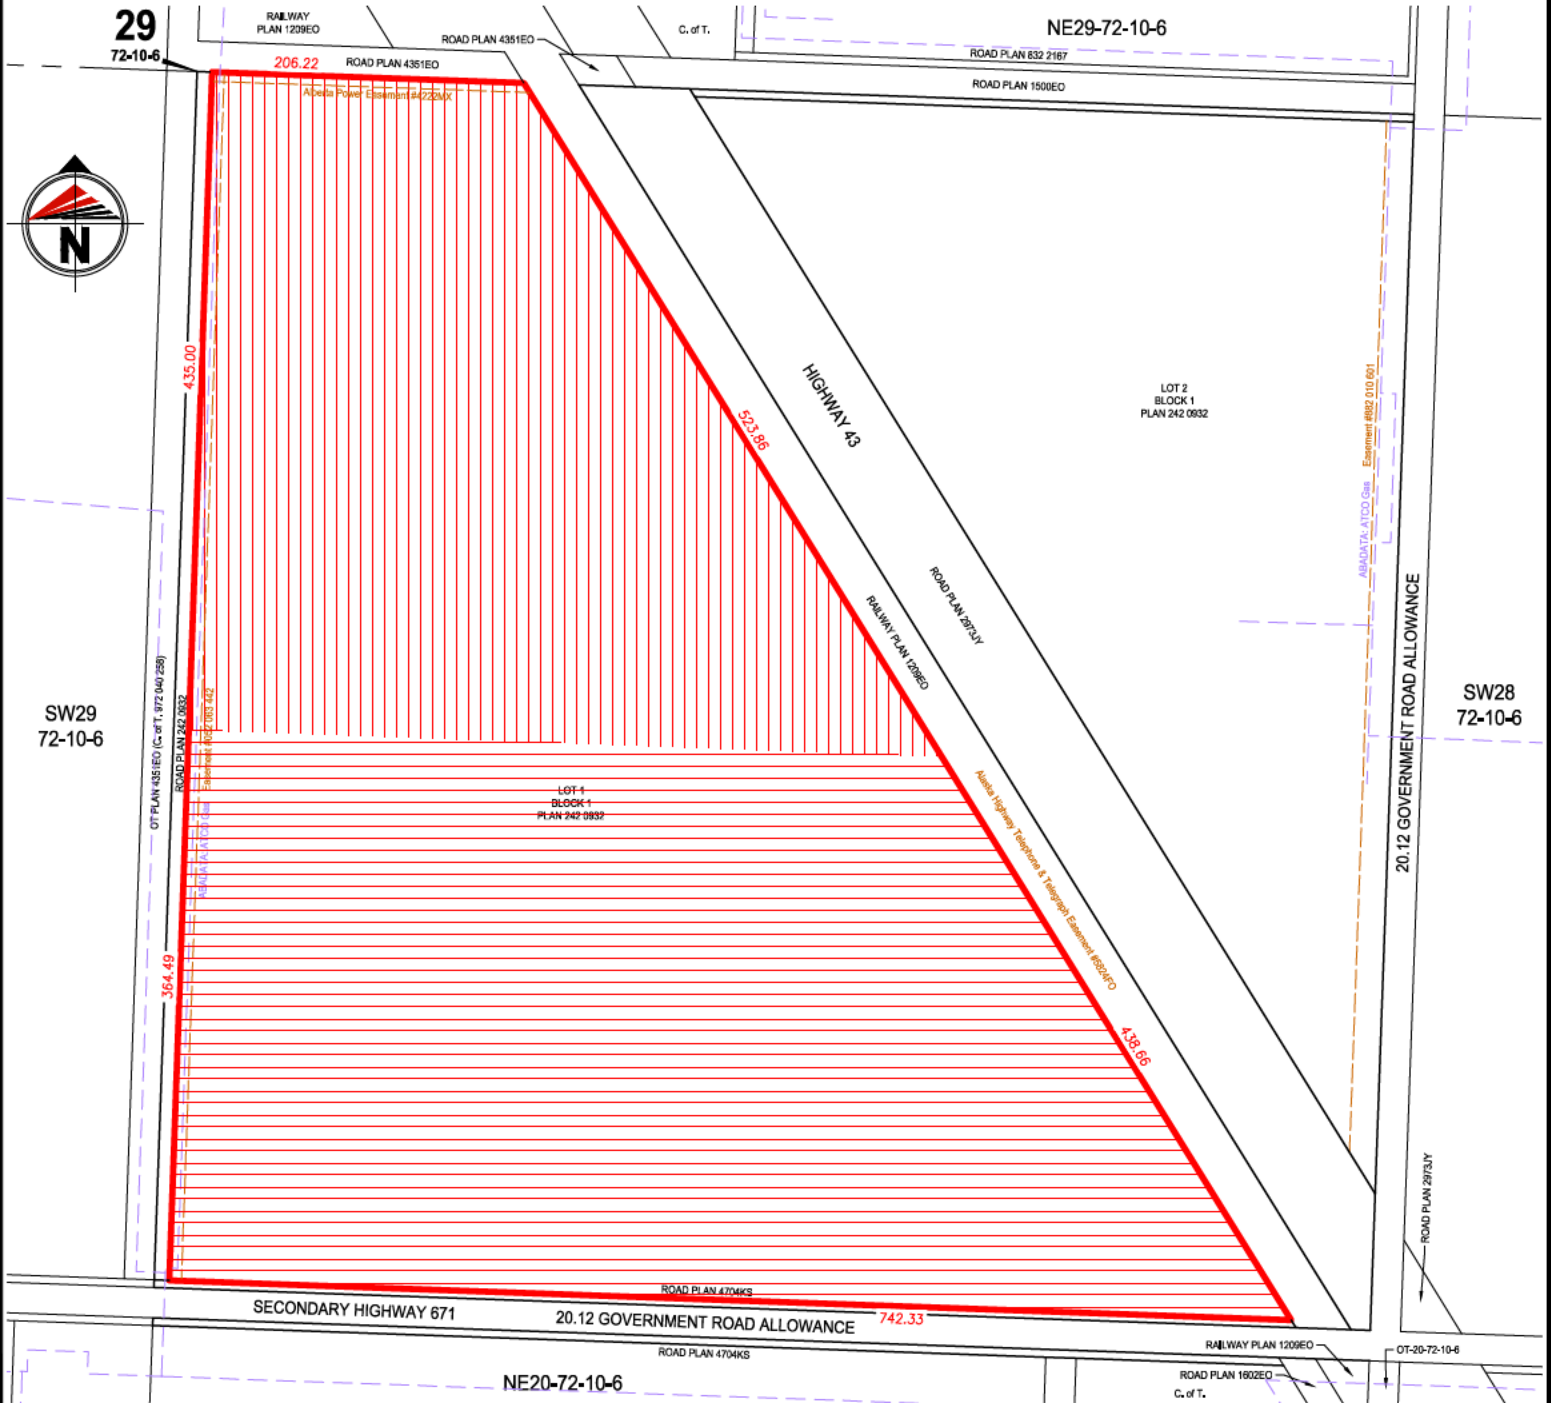 29
72-10-6
RAILWAY
PLAN 1209EO
ROAD PLAN 4351EO
C. of T.
NE29-72-10-6
ROAD PLAN 832 2167
206.22
ROAD PLAN 4351EO
ROAD PLAN 1500EO
Alberta Power Easement #4222MX
N
435.00
523.86
HIGHWAY 43
LOT 2
BLOCK 1
PLAN 242 0932
Easement #882 010 601
ABADATA: ATCO Gas
ROAD PLAN 2973JY
RAILWAY PLAN 1209EO
20.12 GOVERNMENT ROAD ALLOWANCE
SW29
72-10-6
SW28
72-10-6
OT PLAN 4351EO (C. of T. 972 040 258)
ROAD PLAN 242 0932
Easement #052 063 442
ABADATA: ATCO Gas
LOT 1
BLOCK 1
PLAN 242 0932
Alaska Highway Telephone & Telegraph Easement #5824FO
364.49
438.66
ROAD PLAN 2973JY
ROAD PLAN 4704KS
SECONDARY HIGHWAY 671
20.12 GOVERNMENT ROAD ALLOWANCE
742.33
ROAD PLAN 4704KS
RAILWAY PLAN 1209EO
OT-20-72-10-6
NE20-72-10-6
ROAD PLAN 1602EO
C. of T.